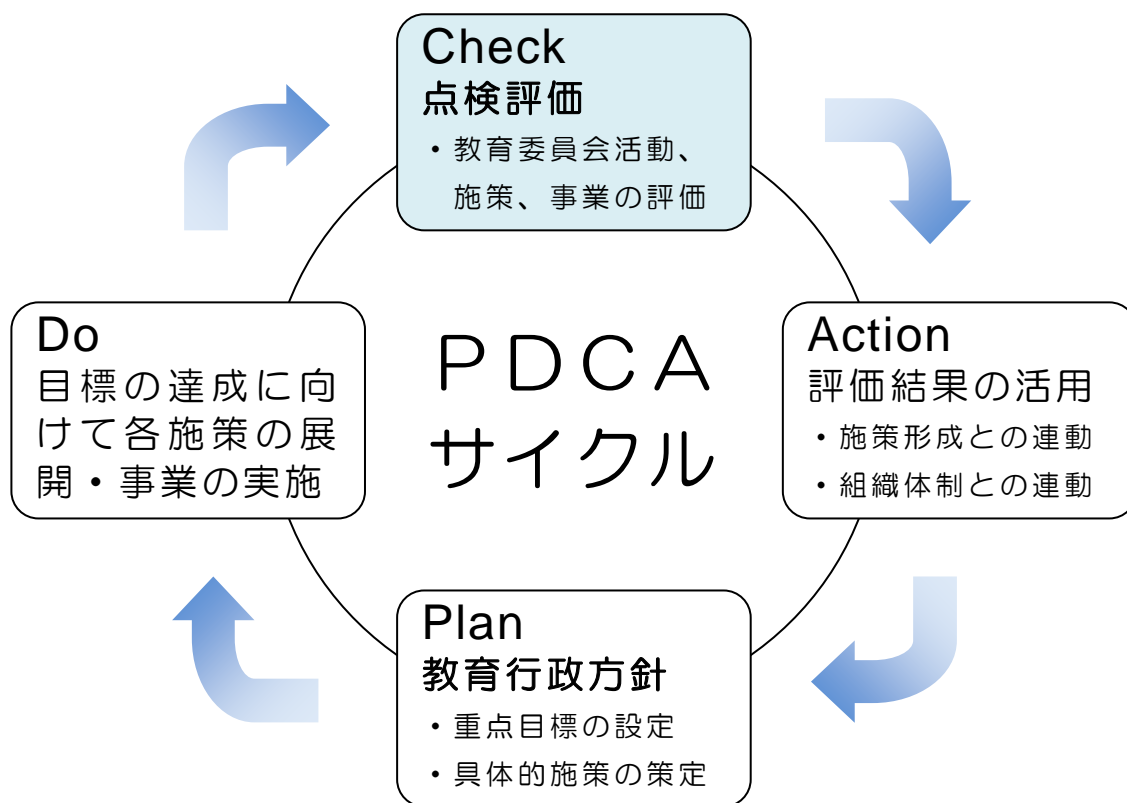 Check
点検評価
・教育委員会活動、
施策、事業の評価
Do
目標の達成に向
けて各施策の展
開・事業の実施
ＰＤＣＡ
サイクル
Action
評価結果の活用
・施策形成との連動
・組織体制との連動
Plan
教育行政方針
・重点目標の設定
・具体的施策の策定